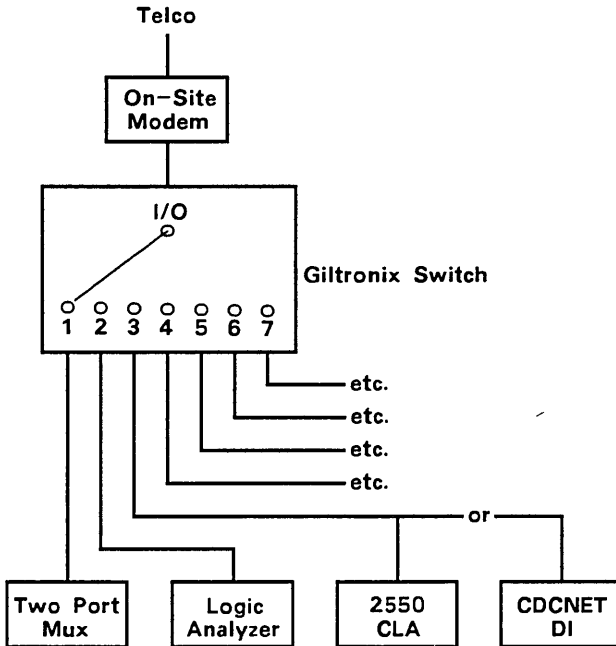 Telco
On-Site
Modem
I/O
Giltronix Switch
1 2 3 4 5 6 7
etc.
etc.
etc.
etc.
or
Two Port
Mux
Logic
Analyzer
2550
CLA
CDCNET
DI